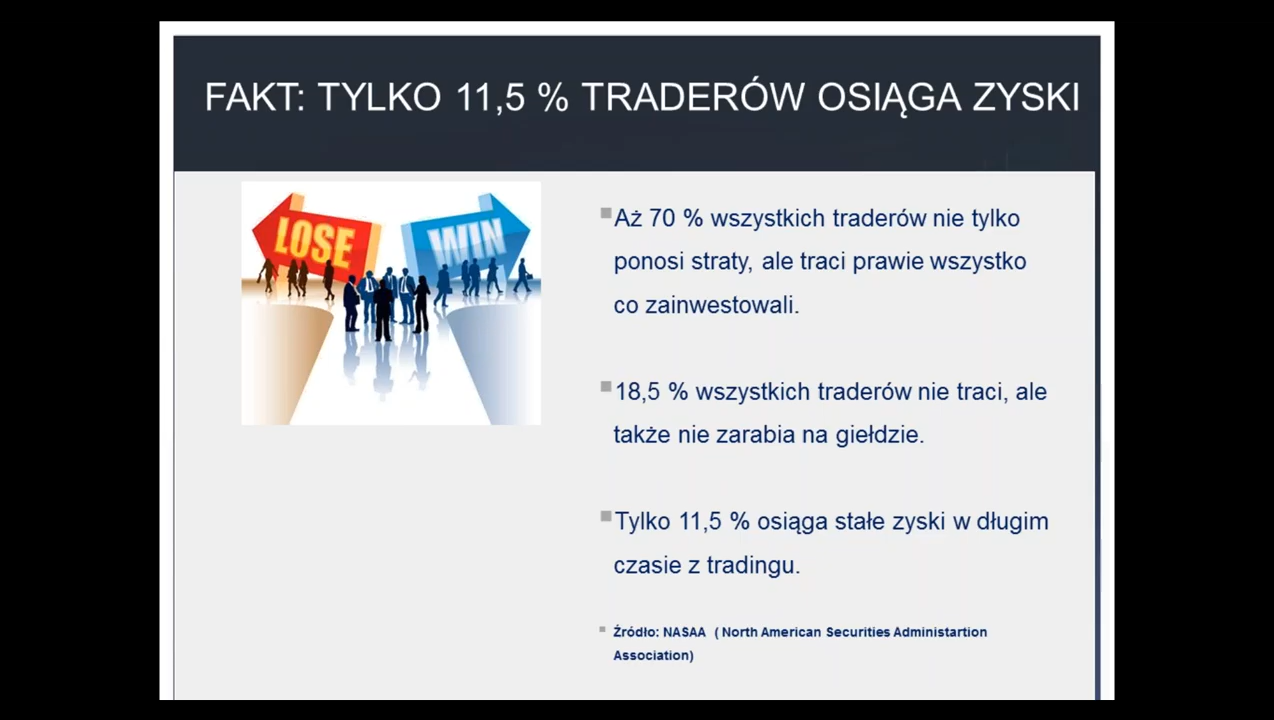 FAKT: TYLKO 11,5 % TRADERÓW OSIĄGA ZYSKI
LOSE
WIN
Aż 70 % wszystkich traderów nie tylko
ponosi straty, ale traci prawie wszystko
co zainwestowali.
18,5 % wszystkich traderów nie traci, ale
także nie zarabia na giełdzie.
Tylko 11,5 % osiąga stałe zyski w długim
czasie z tradingu.
Źródło: NASAA ( North American Securities Administartion
Association)